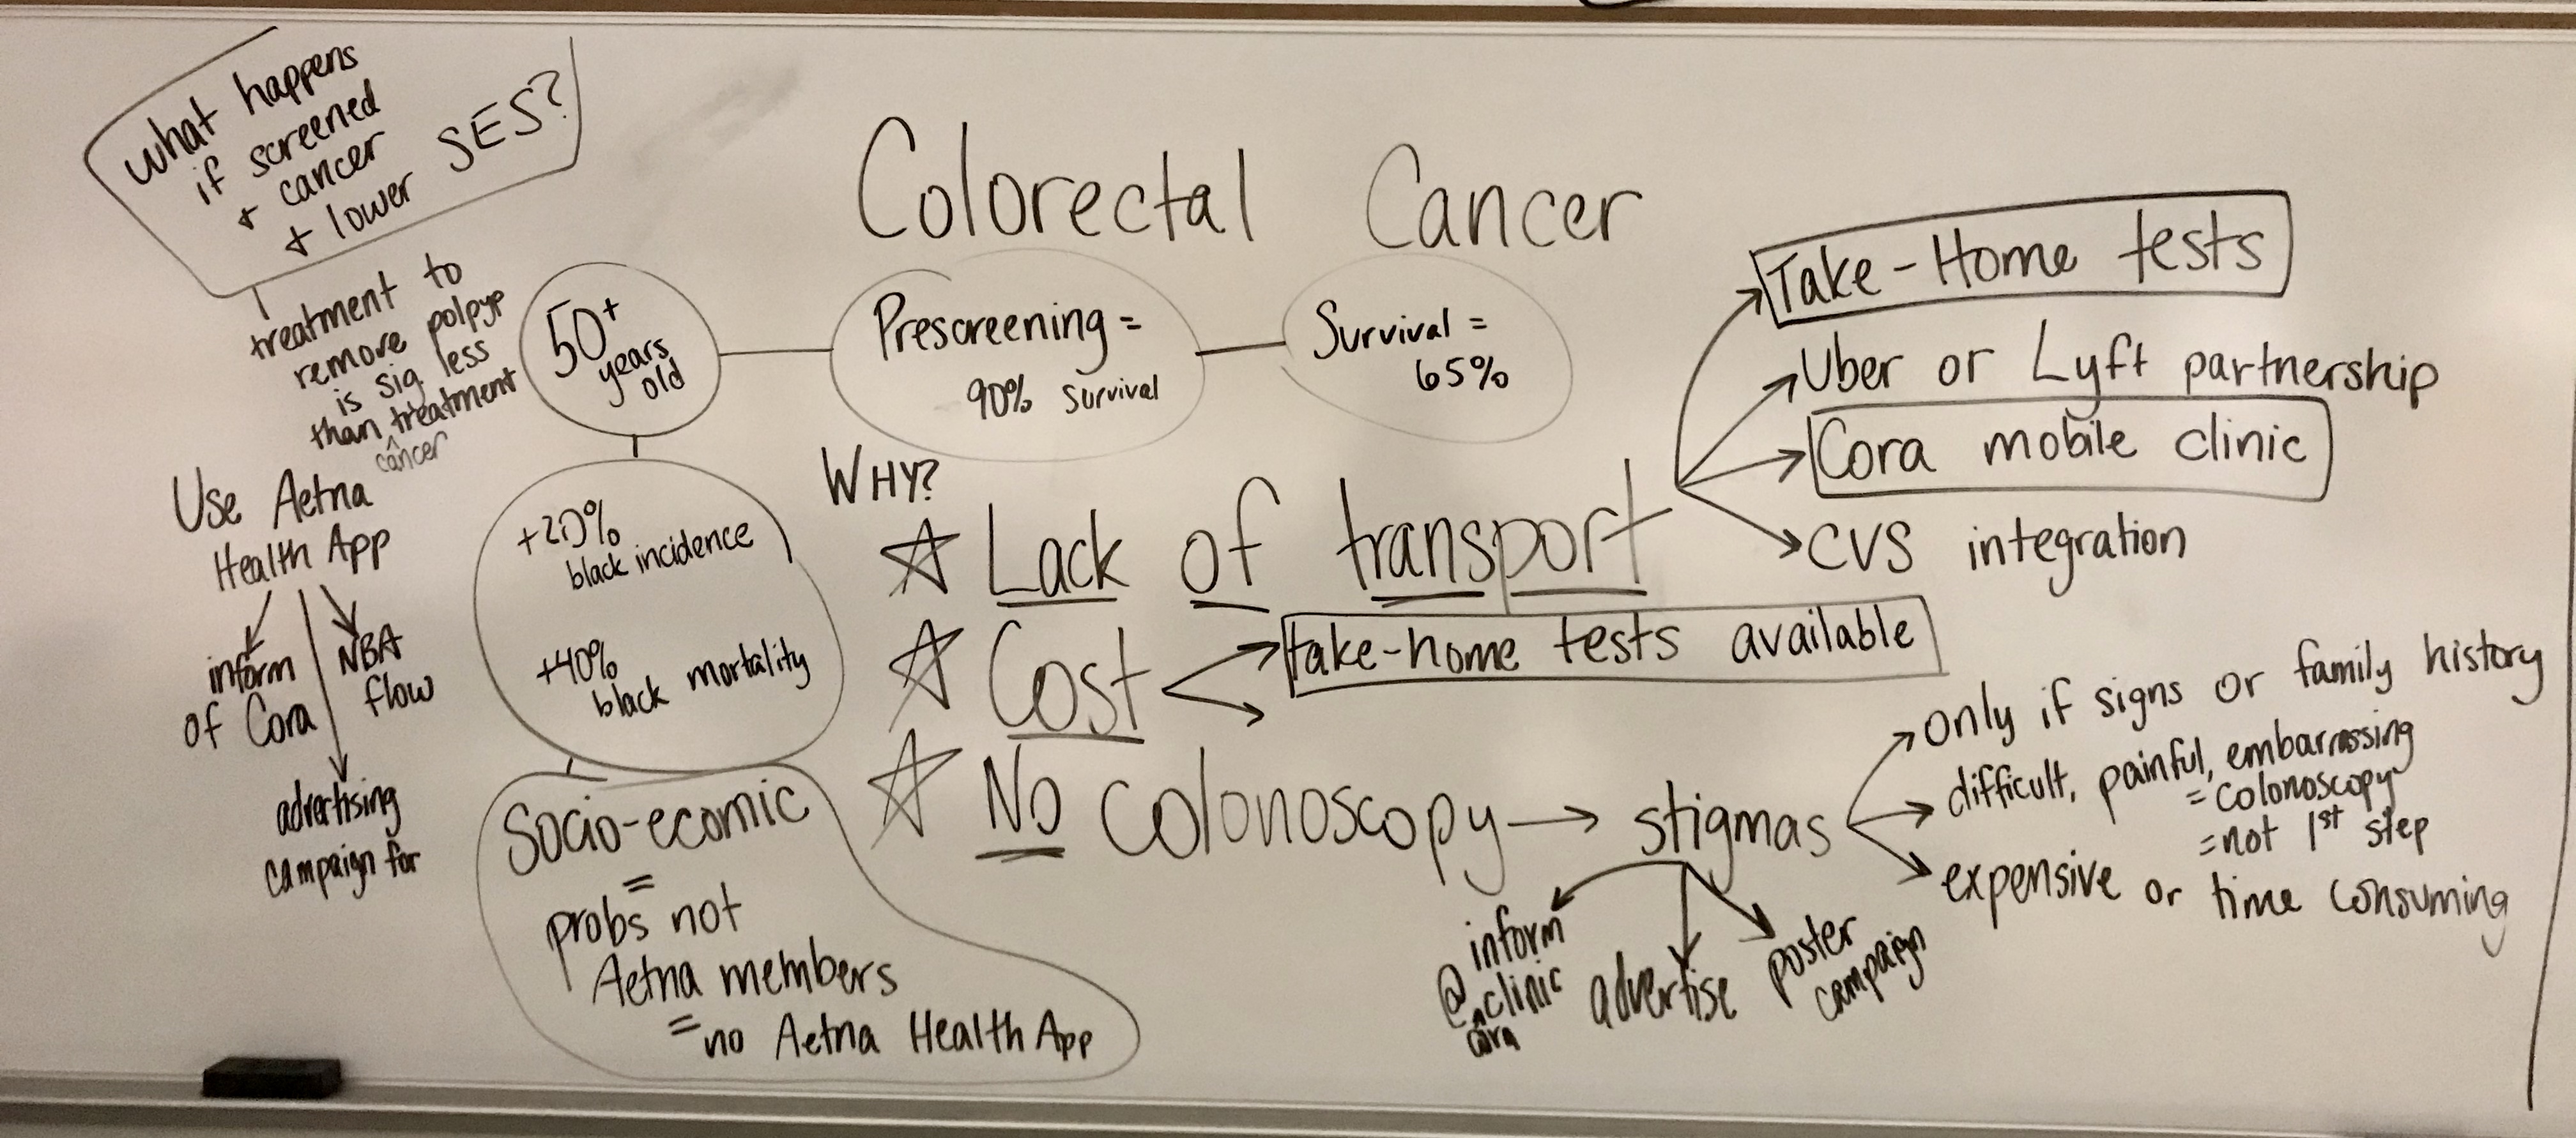 what happens
if screened
+ cancer
+ lower SES?
treatment to
remove polpyp
is sig less
than treatment
cancer
Use Aetna
Health App
inform
of Cora
NBA
flow
advertising
campaign for
Colorectal Cancer
50+
years
old
Prescreening =
90% survival
Survival =
65%
+20%
black incidence
+40%
black mortality
Socio-ecomic
=
probs not
Aetna members
=no Aetna Health App
WHY?
Lack of transport
Take-Home tests
Uber or Lyft partnership
Cora mobile clinic
CVS integration
Cost
take-home tests available
No colonoscopy → stigmas
only if signs or family history
difficult, painful, embarrassing
= colonoscopy
=not 1st step
expensive or time consuming
inform
@ clinic
cora
advertise
poster
campaign